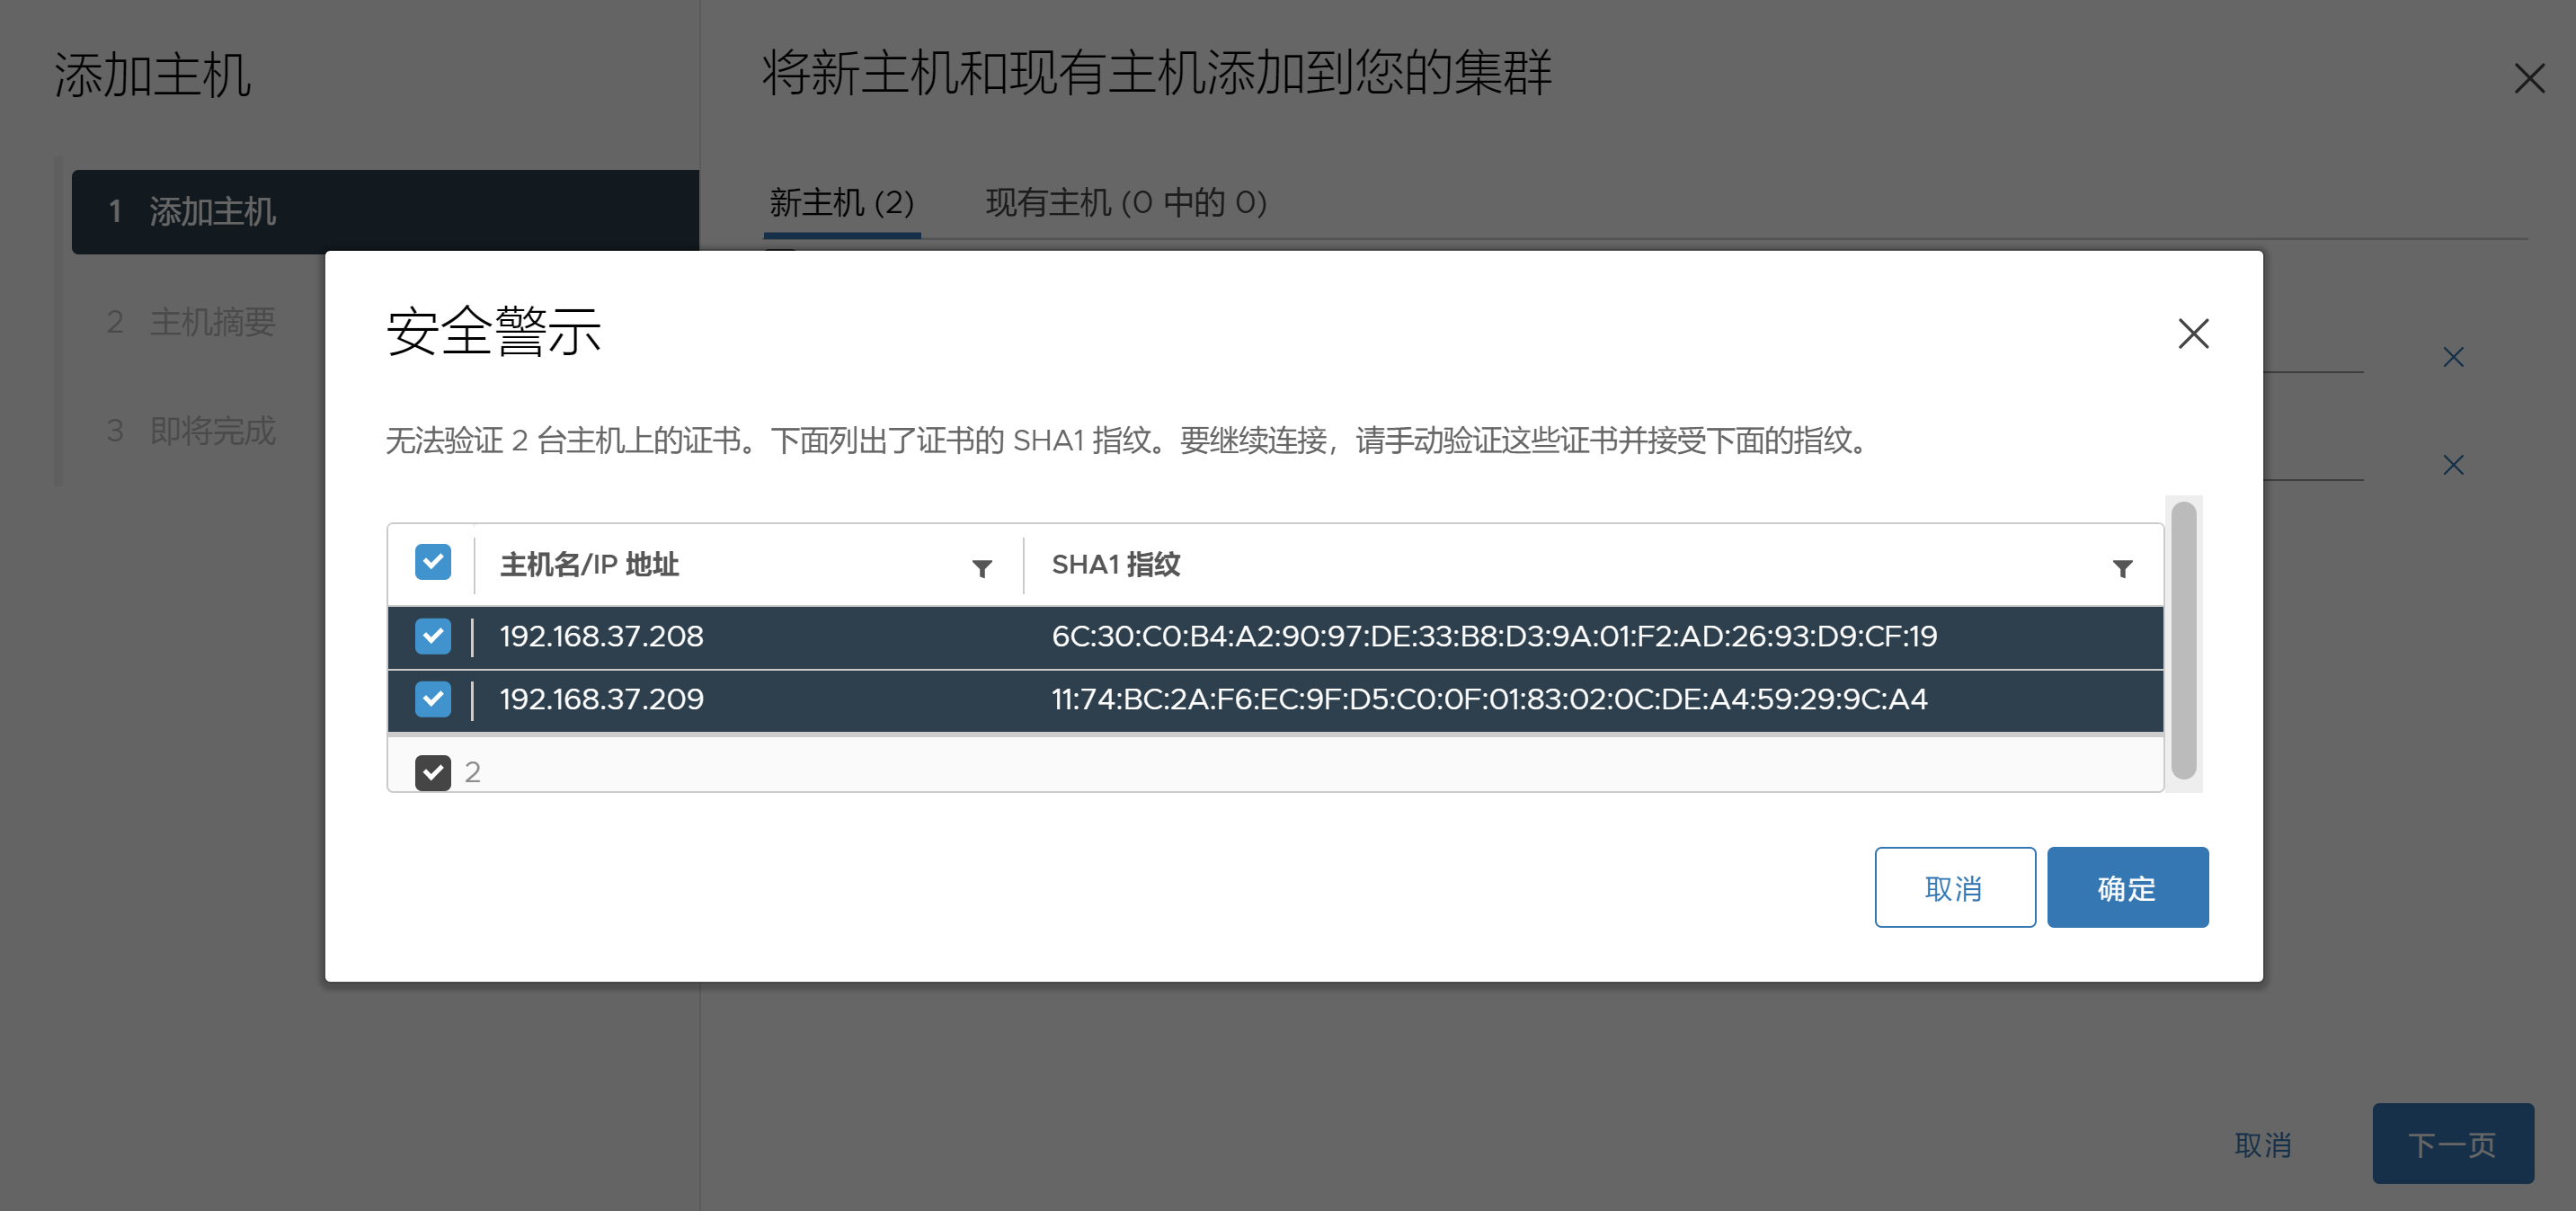 添加主机
将新主机和现有主机添加到您的集群
1 添加主机
2 主机摘要
3 即将完成
新主机 (2) 现有主机 (0 中的 0)
安全警示
无法验证 2 台主机上的证书。下面列出了证书的 SHA1 指纹。要继续连接，请手动验证这些证书并接受下面的指纹。
主机名/IP 地址 SHA1 指纹
192.168.37.208 6C:30:C0:B4:A2:90:97:DE:33:B8:D3:9A:01:F2:AD:26:93:D9:CF:19
192.168.37.209 11:74:BC:2A:F6:EC:9F:D5:C0:0F:01:83:02:0C:DE:A4:59:29:9C:A4
2
取消 确定
取消 下一页